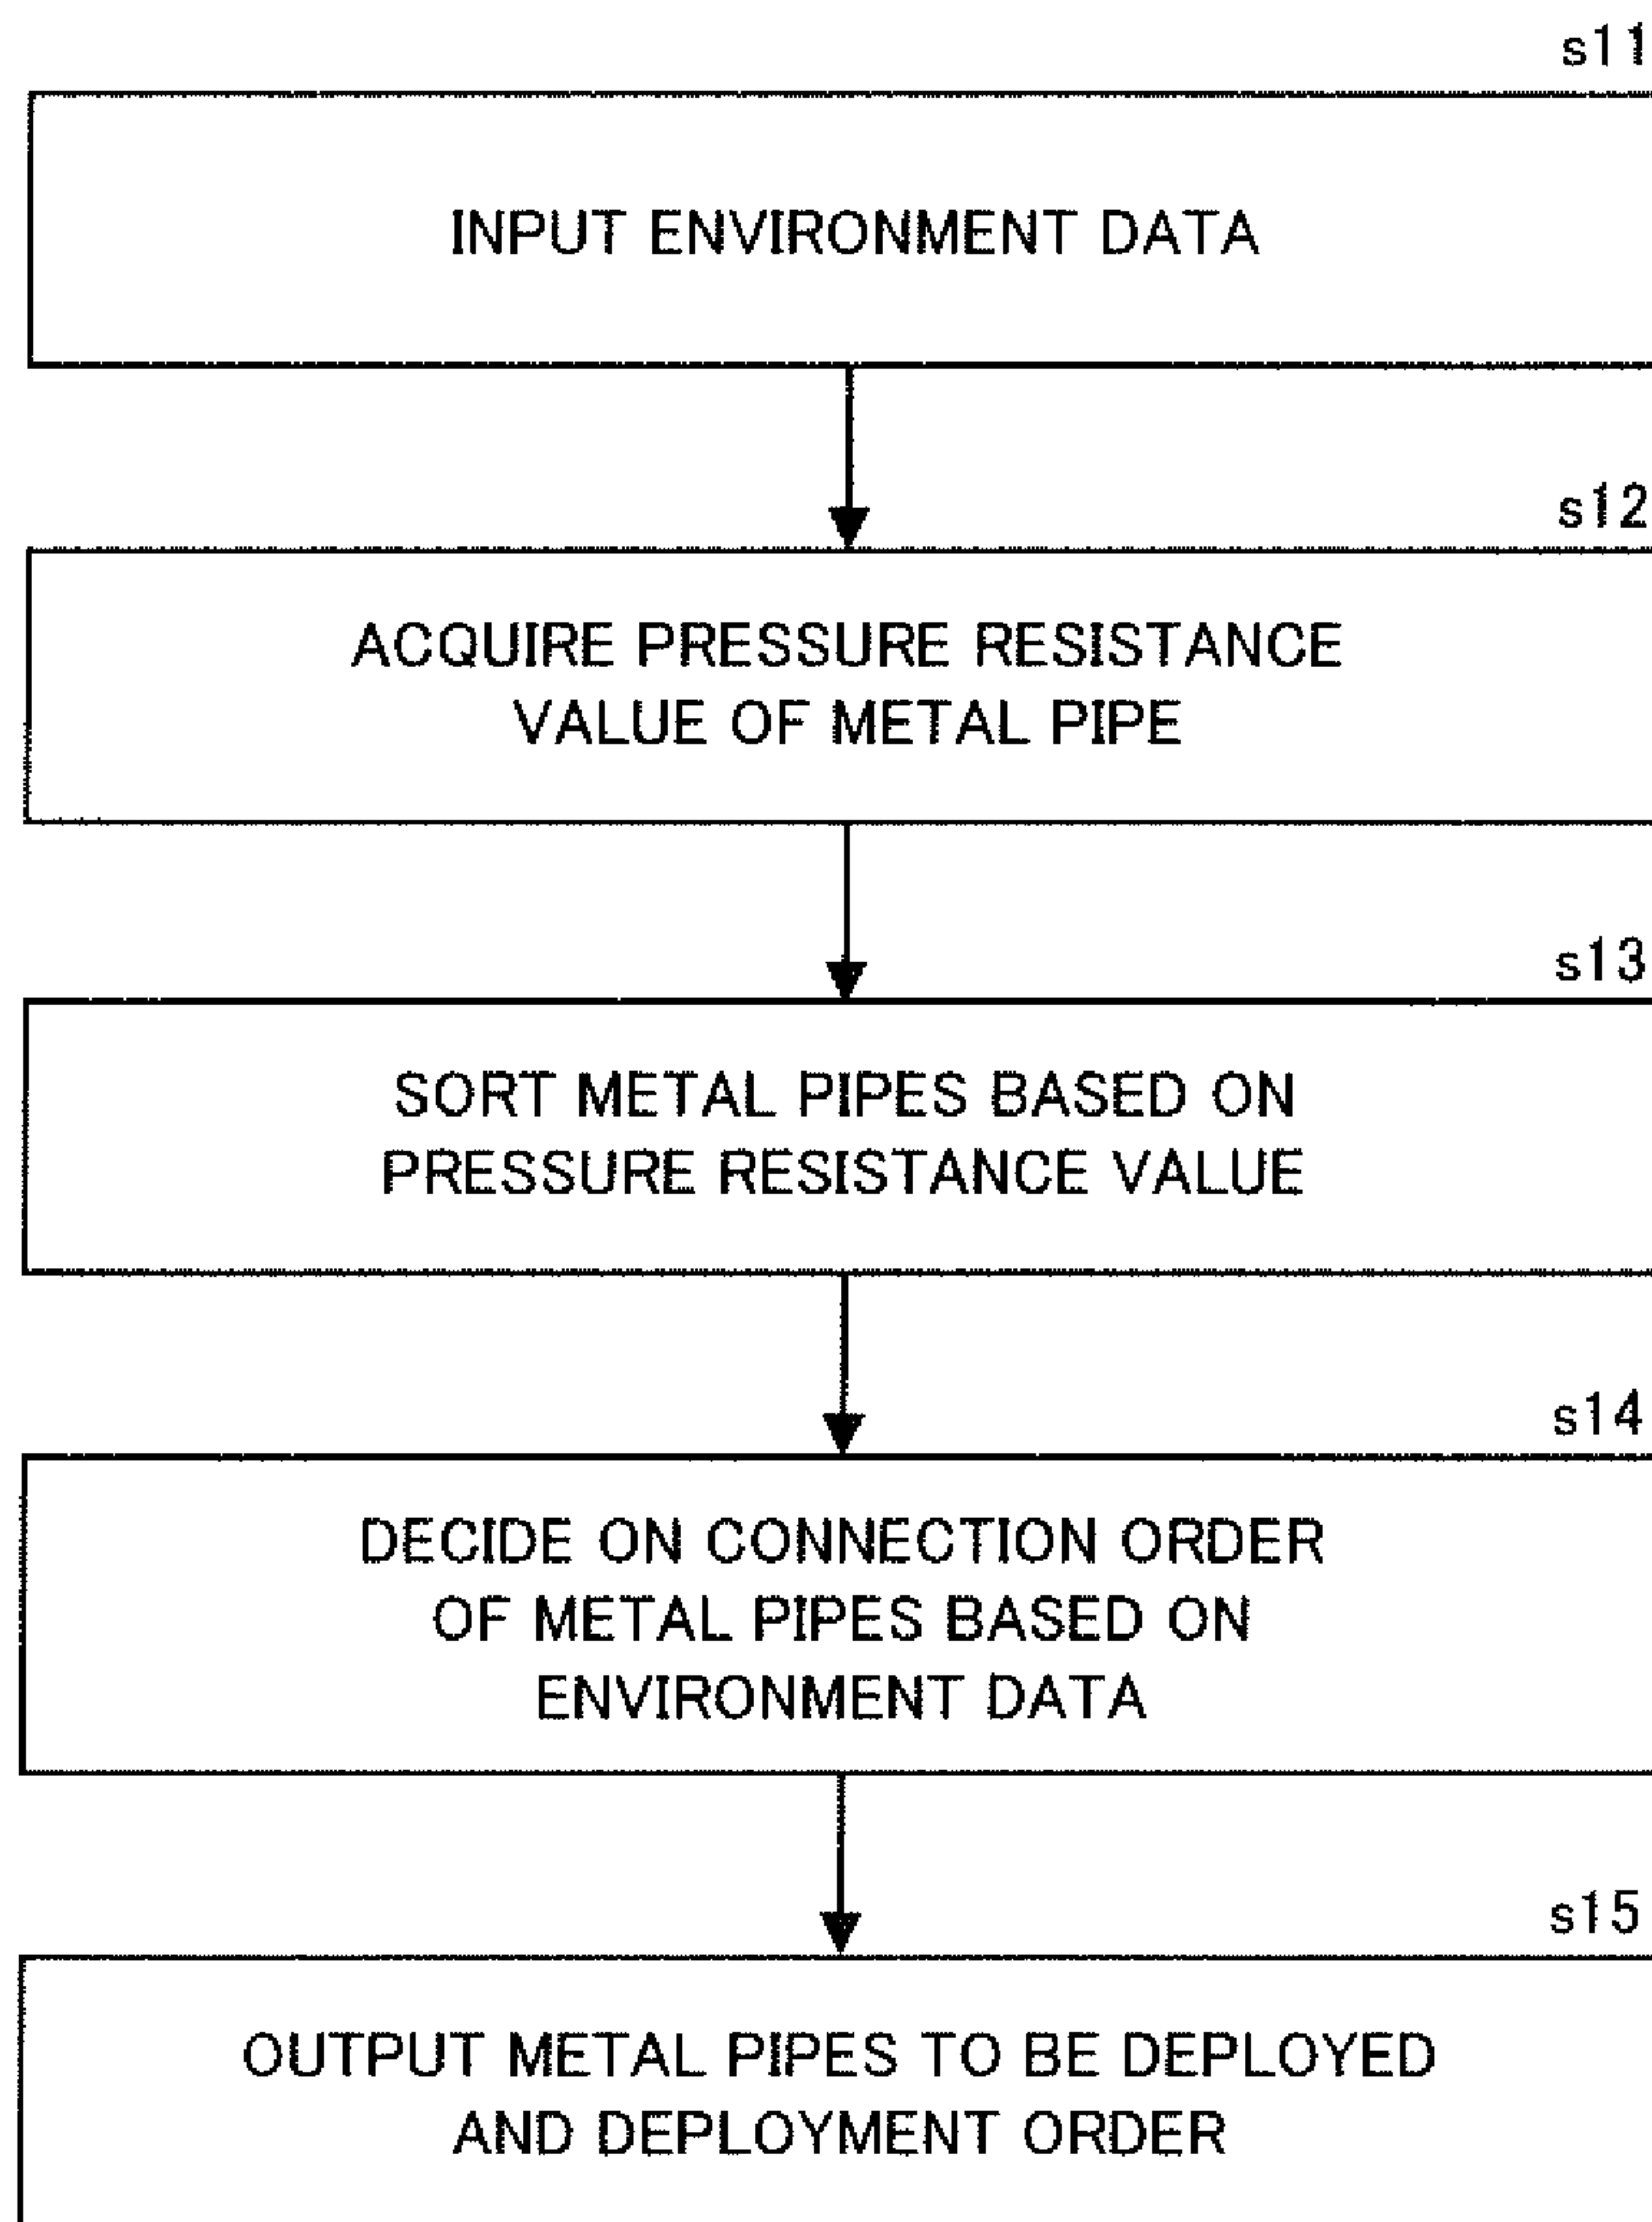 s11
INPUT ENVIRONMENT DATA
s12
ACQUIRE PRESSURE RESISTANCE
VALUE OF METAL PIPE
s13
SORT METAL PIPES BASED ON
PRESSURE RESISTANCE VALUE
s14
DECIDE ON CONNECTION ORDER
OF METAL PIPES BASED ON
ENVIRONMENT DATA
s15
OUTPUT METAL PIPES TO BE DEPLOYED
AND DEPLOYMENT ORDER